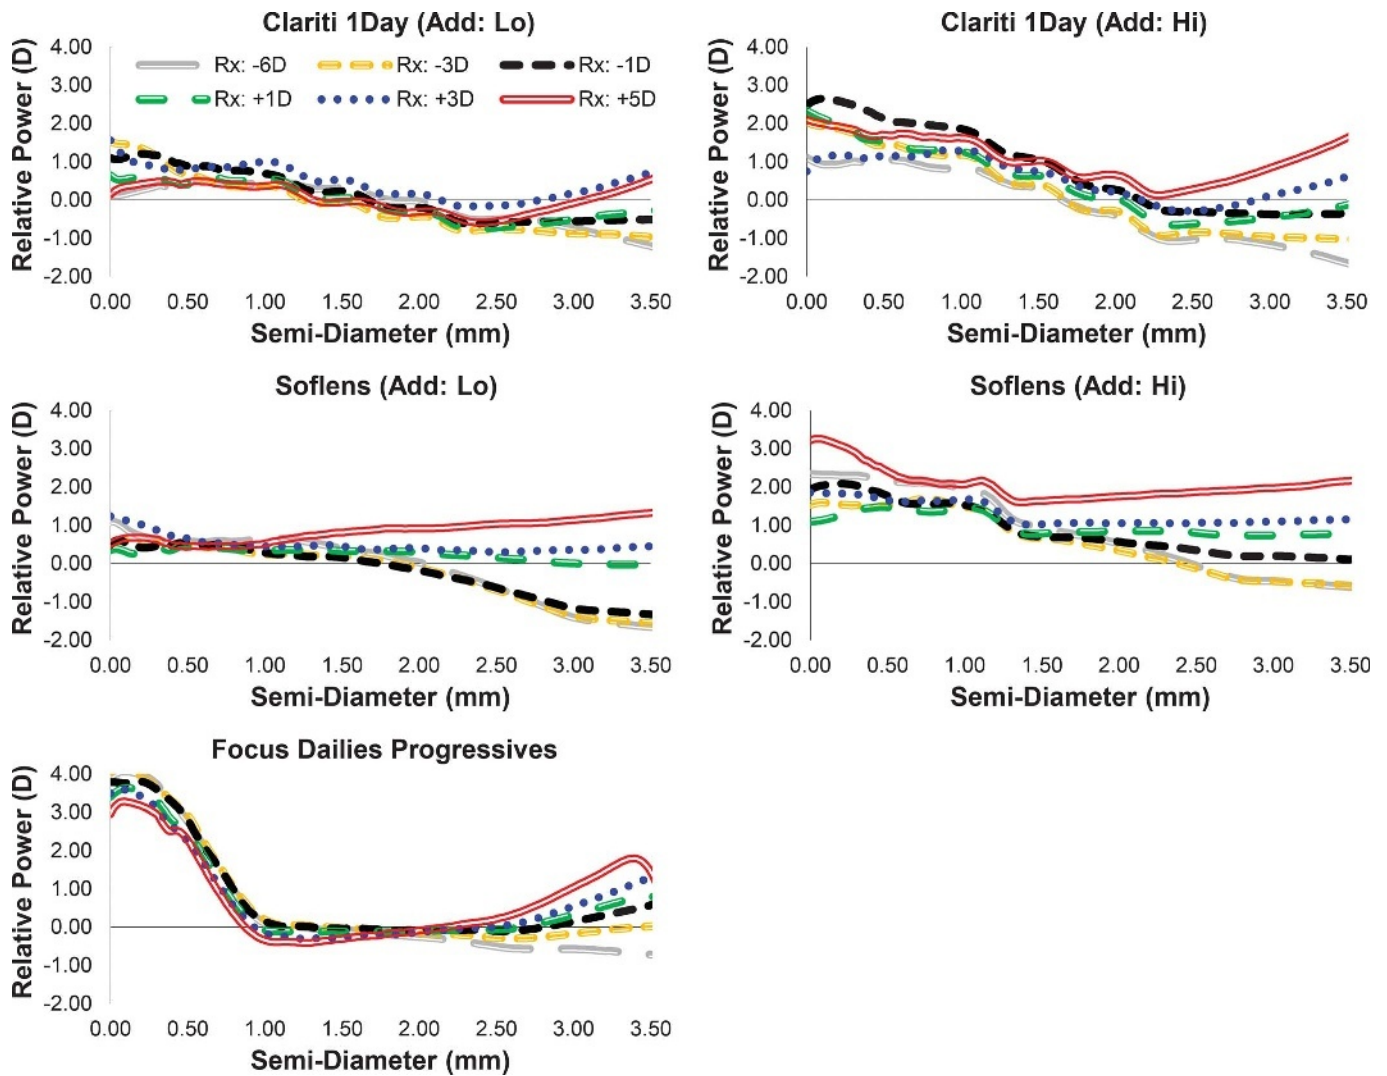 Clariti 1Day (Add: Lo)
Relative Power (D)
4.00
3.00
2.00
1.00
0.00
-1.00
-2.00
Rx: -6D Rx: -3D Rx: -1D
Rx: +1D Rx: +3D Rx: +5D
0.00 0.50 1.00 1.50 2.00 2.50 3.00 3.50
Semi-Diameter (mm)
Clariti 1Day (Add: Hi)
Relative Power (D)
4.00
3.00
2.00
1.00
0.00
-1.00
-2.00
0.00 0.50 1.00 1.50 2.00 2.50 3.00 3.50
Semi-Diameter (mm)
Soflens (Add: Lo)
Relative Power (D)
4.00
3.00
2.00
1.00
0.00
-1.00
-2.00
0.00 0.50 1.00 1.50 2.00 2.50 3.00 3.50
Semi-Diameter (mm)
Soflens (Add: Hi)
Relative Power (D)
4.00
3.00
2.00
1.00
0.00
-1.00
-2.00
0.00 0.50 1.00 1.50 2.00 2.50 3.00 3.50
Semi-Diameter (mm)
Focus Dailies Progressives
Relative Power (D)
4.00
3.00
2.00
1.00
0.00
-1.00
-2.00
0.00 0.50 1.00 1.50 2.00 2.50 3.00 3.50
Semi-Diameter (mm)